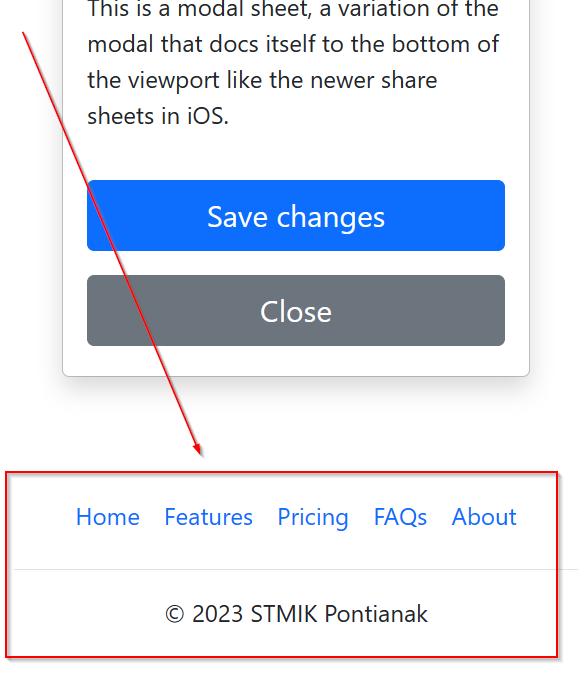 This is a modal sheet, a variation of the
modal that docs itself to the bottom of
the viewport like the newer share
sheets in iOS.
Save changes
Close
Home Features Pricing FAQs About
© 2023 STMIK Pontianak